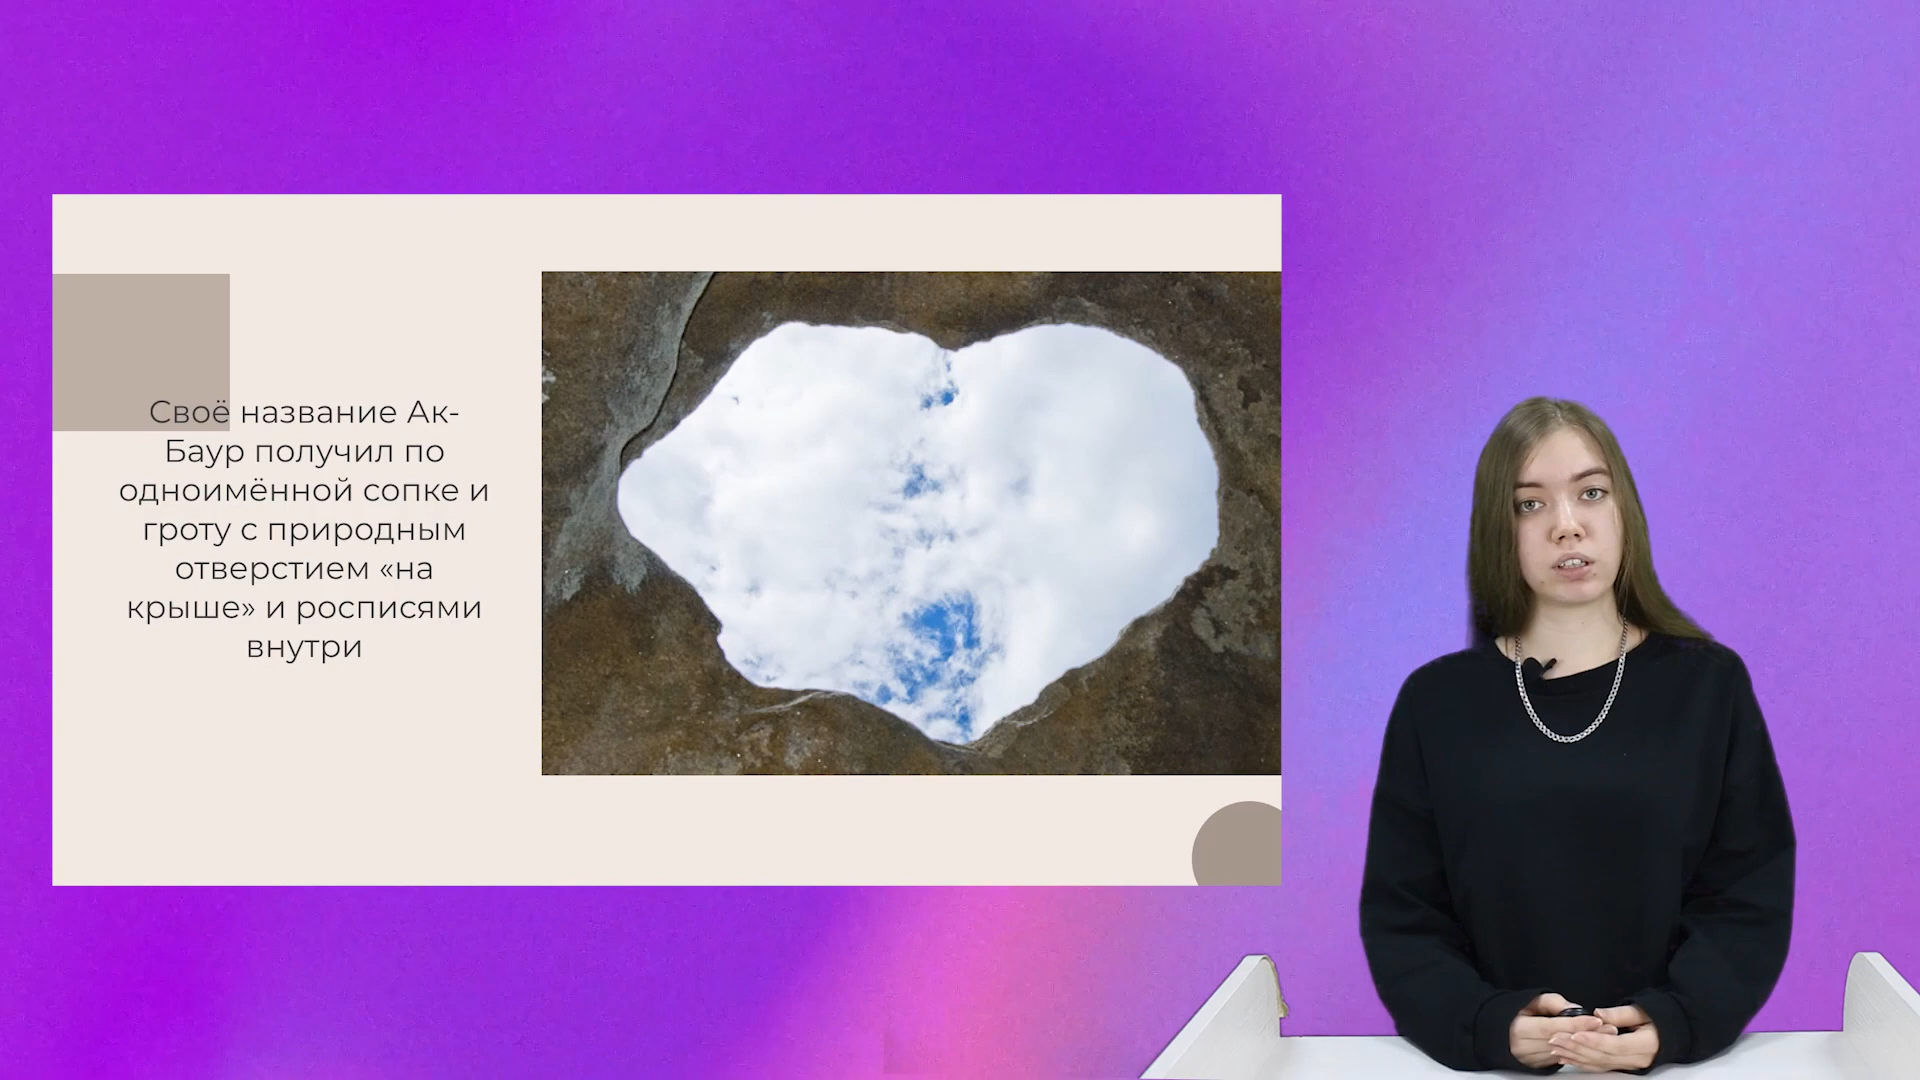 Своё название Ак-
Баур получил по
одноимённой сопке и
гроту с природным
отверстием «на
крыше» и росписями
внутри